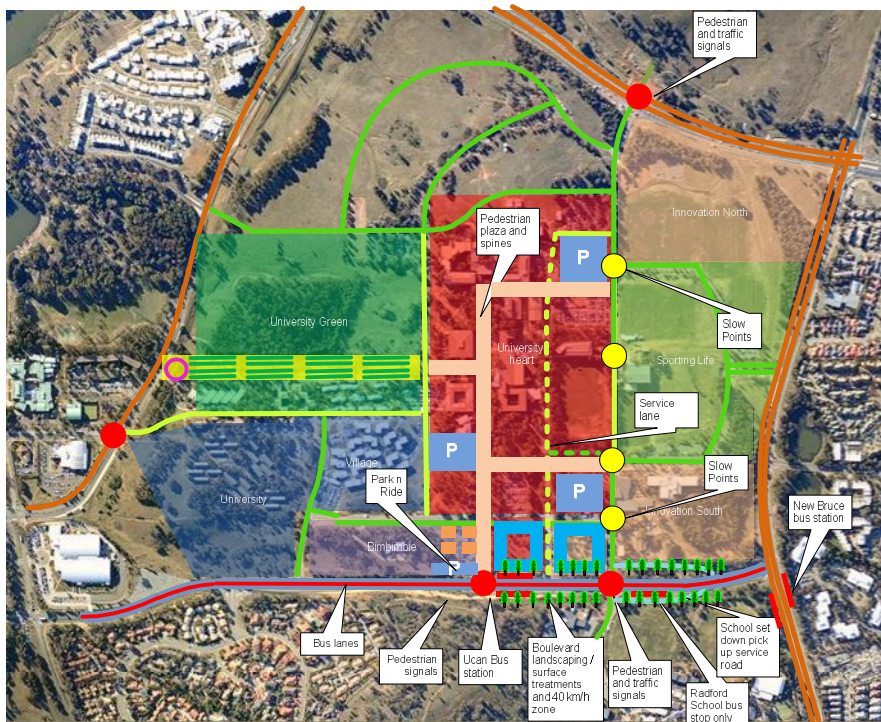 Pedestrian
and traffic
signals
Innovation North
Pedestrian
plaza and
spines
P
University Green
University
heart
Slow
Points
Sporting Life
Service
lane
P
Village
Park n
Ride
University
P
Slow
Points
Innovation South
New Bruce
bus station
Bimbimbie
P
Bus lanes
Pedestrian
signals
Ucan Bus
station
Boulevard
landscaping /
surface
treatments
and 40 km/h
zone
Pedestrian
and traffic
signals
School set
down pick
up service
road
Radford
School bus
stop only